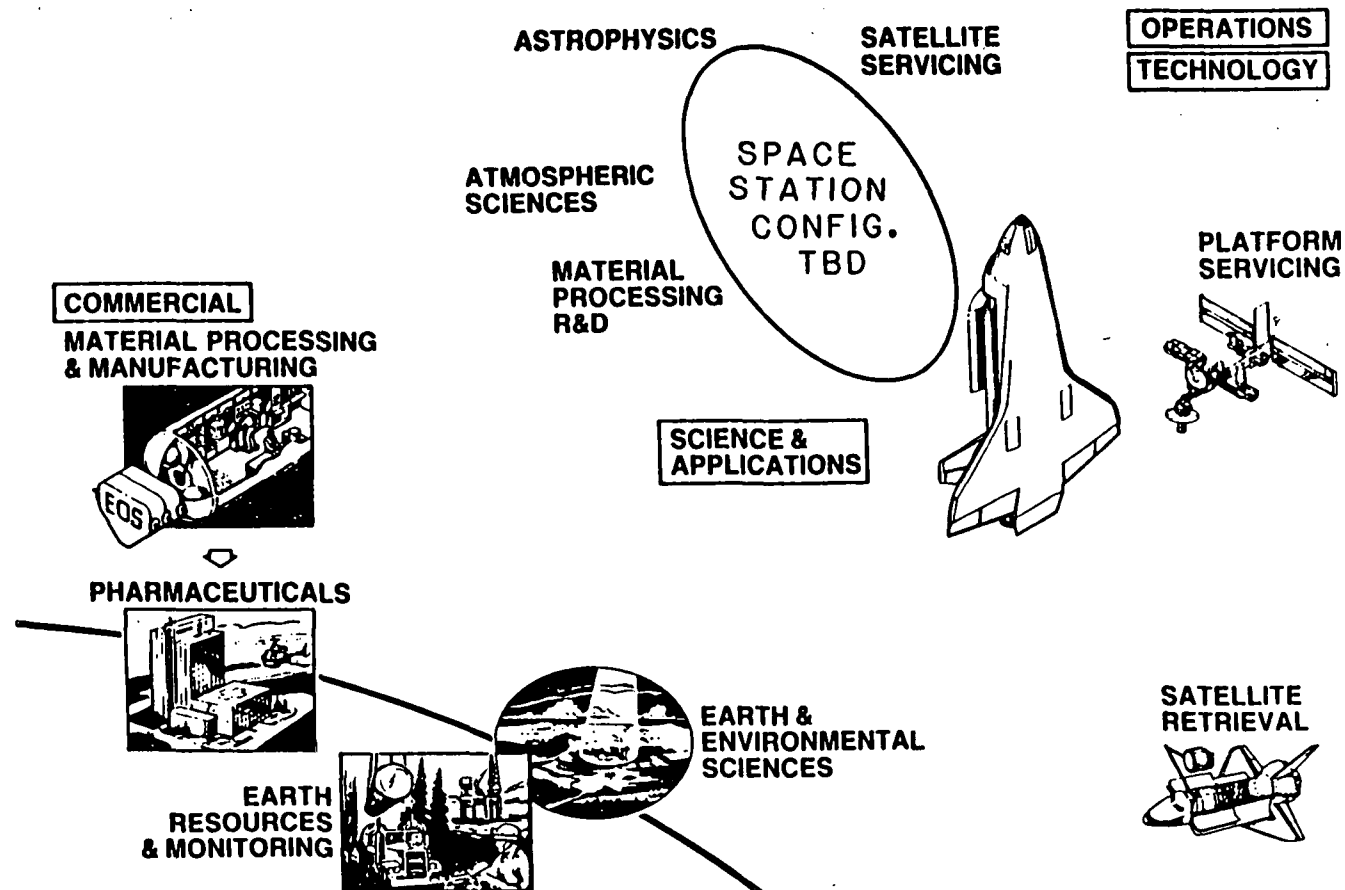 ASTROPHYSICS
SATELLITE
SERVICING
OPERATIONS
TECHNOLOGY
SPACE
STATION
CONFIG.
TBD
ATMOSPHERIC
SCIENCES
MATERIAL
PROCESSING
R&D
PLATFORM
SERVICING
COMMERCIAL
MATERIAL PROCESSING
& MANUFACTURING
EOS
SCIENCE &
APPLICATIONS
PHARMACEUTICALS
EARTH &
ENVIRONMENTAL
SCIENCES
SATELLITE
RETRIEVAL
EARTH
RESOURCES
& MONITORING